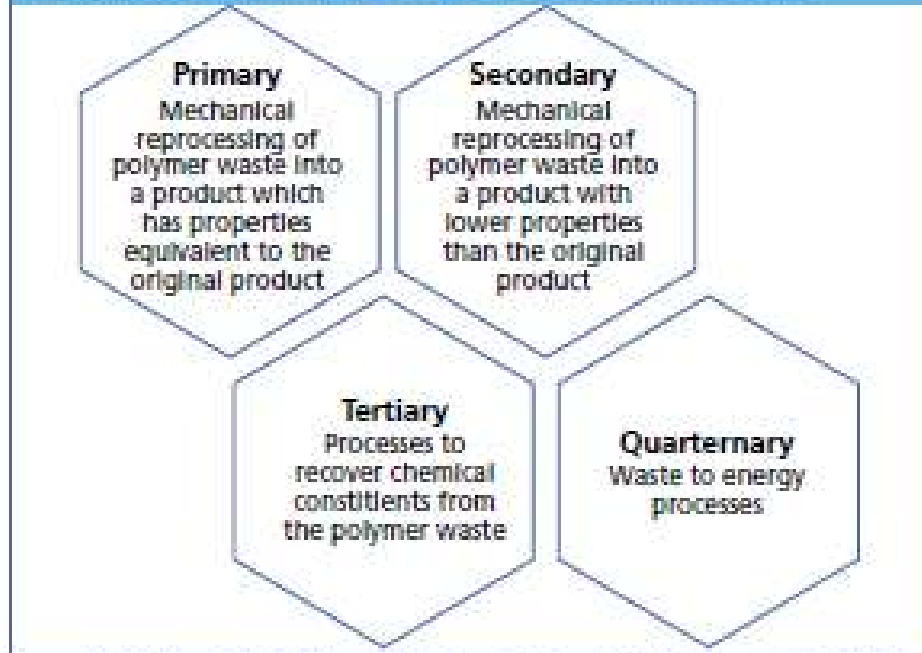 Primary
Mechanical
reprocessing of
polymer waste into
a product which
has properties
equivalent to the
original product
Secondary
Mechanical
reprocessing of
polymer waste into
a product with
lower properties
than the original
product
Tertiary
Processes to
recover chemical
constitients from
the polymer waste
Quarternary
Waste to energy
processes